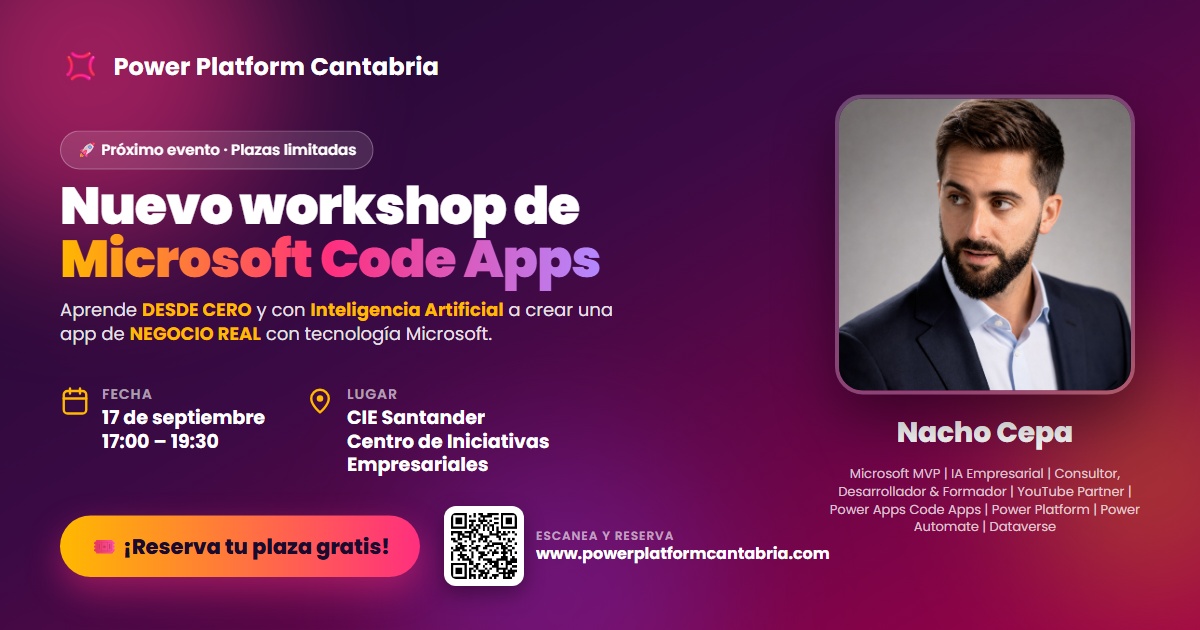 Power Platform Cantabria
🚀 Próximo evento · Plazas limitadas
Nuevo workshop de
Microsoft Code Apps
Aprende DESDE CERO y con Inteligencia Artificial a crear una
app de NEGOCIO REAL con tecnología Microsoft.
FECHA
17 de septiembre
17:00 – 19:30
LUGAR
CIE Santander
Centro de Iniciativas
Empresariales
¡Reserva tu plaza gratis!
ESCANEA Y RESERVA
www.powerplatformcantabria.com
Nacho Cepa
Microsoft MVP | IA Empresarial | Consultor,
Desarrollador & Formador | YouTube Partner |
Power Apps Code Apps | Power Platform | Power
Automate | Dataverse